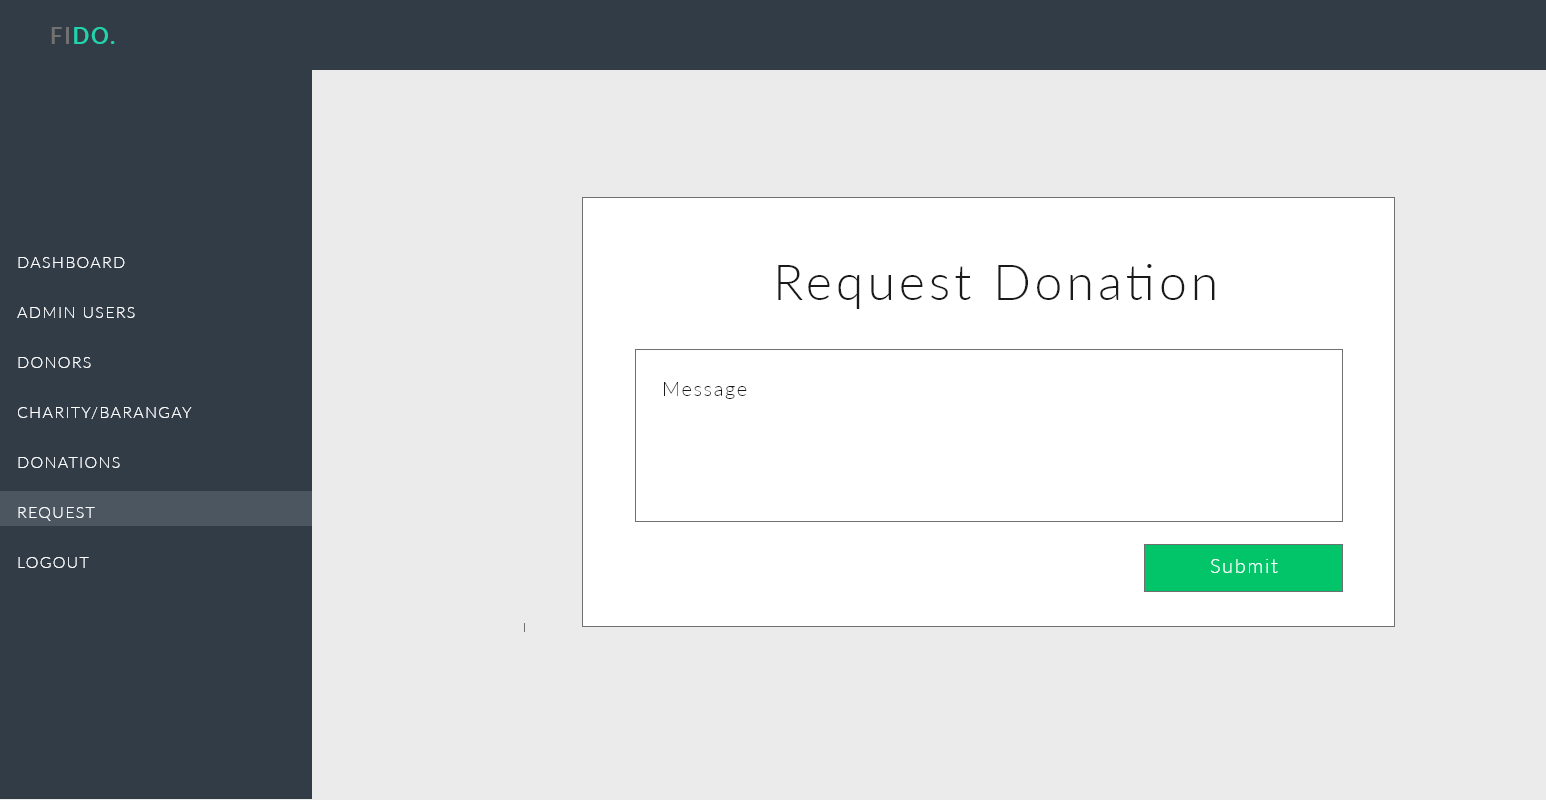 FIDO.
DASHBOARD
ADMIN USERS
DONORS
CHARITY/BARANGAY
DONATIONS
REQUEST
LOGOUT
Request Donation
Message
Submit